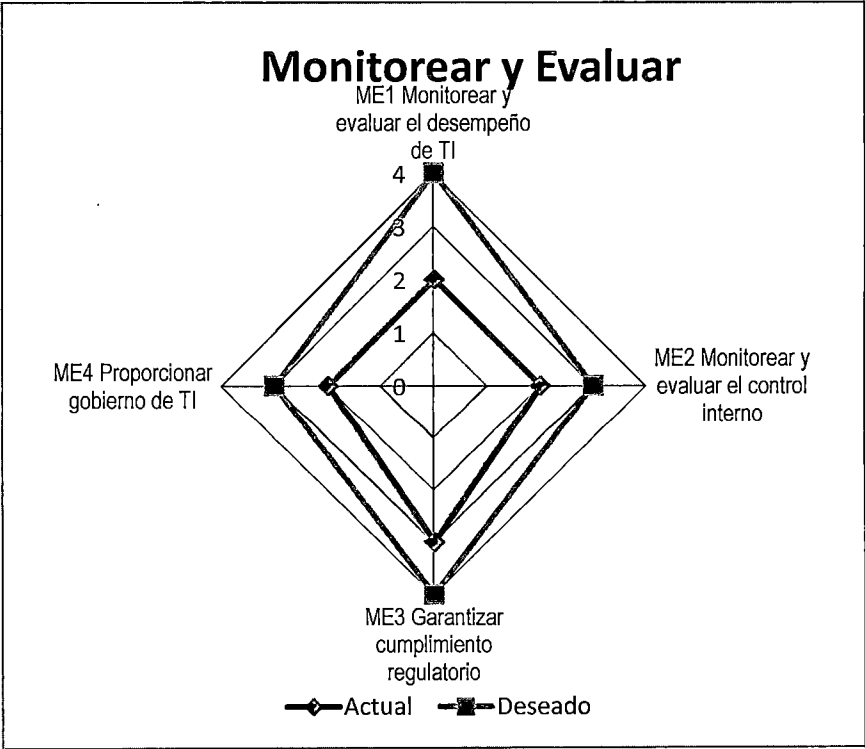 Monitorear y Evaluar
ME1 Monitorear y
evaluar el desempeño
de TI
4
3
2
1
0
ME4 Proporcionar
gobierno de TI
ME2 Monitorear y
evaluar el control
interno
ME3 Garantizar
cumplimiento
regulatorio
Actual
Deseado